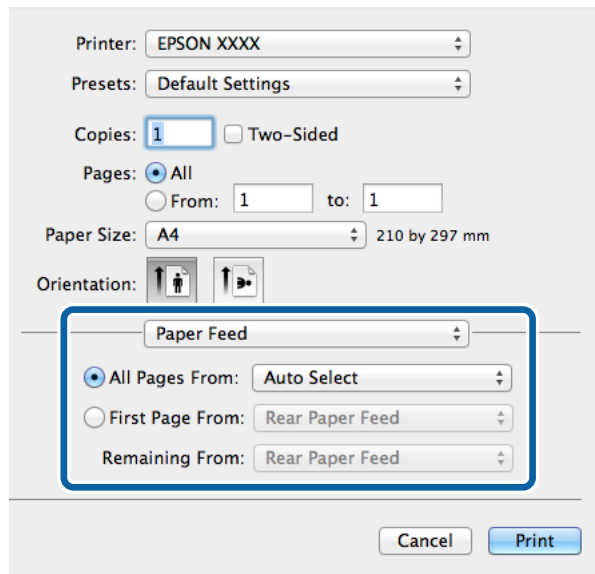 Printer: EPSON XXXX
Presets: Default Settings
Copies: 1 Two-Sided
Pages: All
From: 1 to: 1
Paper Size: A4 210 by 297 mm
Orientation:
Paper Feed
All Pages From: Auto Select
First Page From: Rear Paper Feed
Remaining From: Rear Paper Feed
Cancel Print